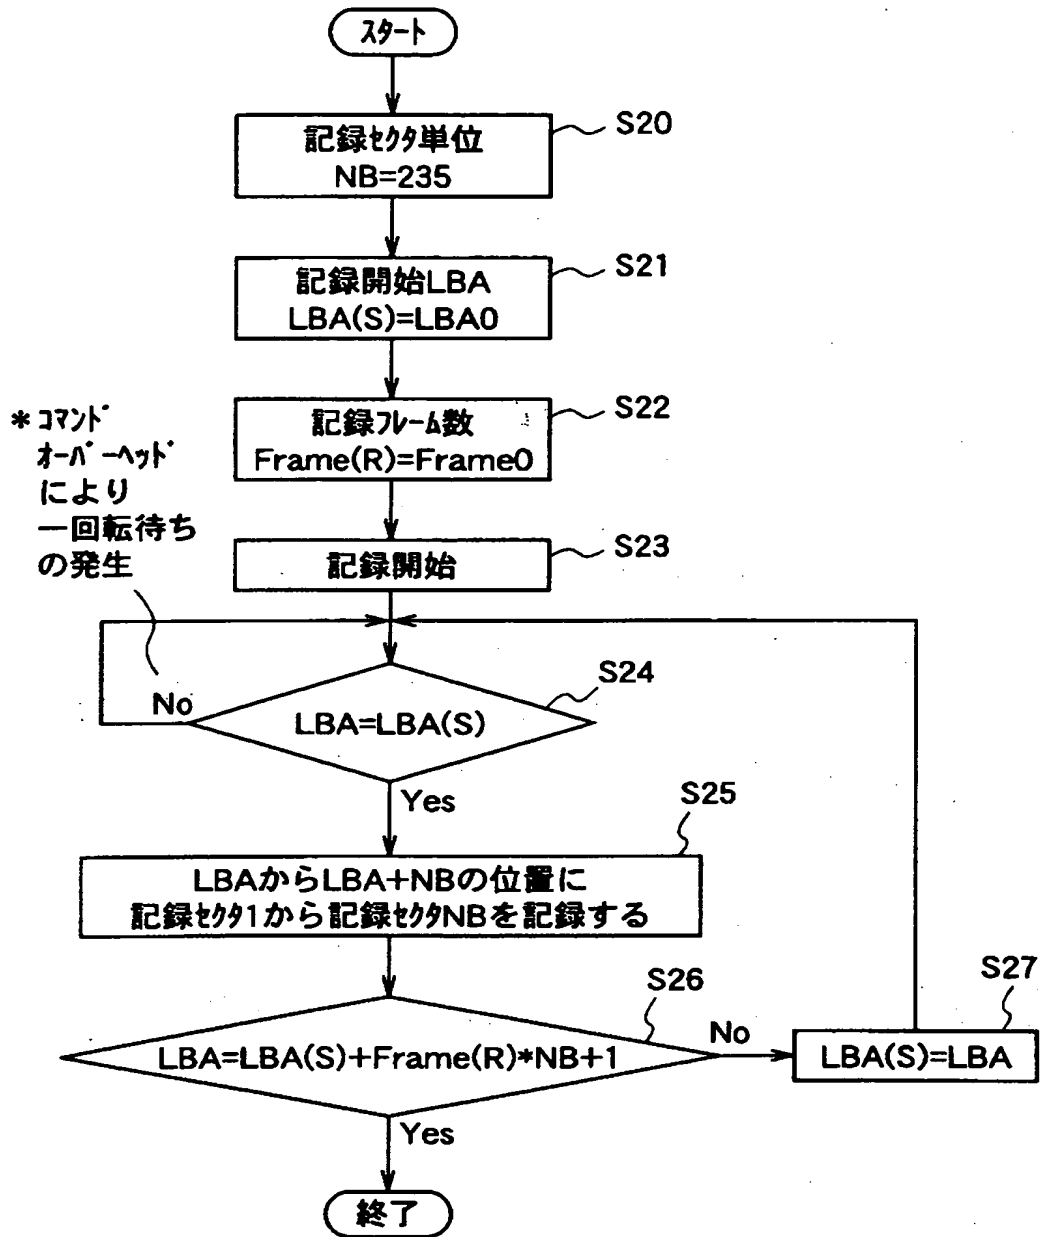 スタート
S20
記録セクタ単位
NB=235
S21
記録開始LBA
LBA(S)=LBA0
S22
記録フレーム数
Frame(R)=Frame0
*コマンド
オーバーヘッド
により
一回転待ち
の発生
S23
記録開始
S24
No
LBA=LBA(S)
Yes
S25
LBAからLBA+NBの位置に
記録セクタ1から記録セクタNBを記録する
S26
LBA=LBA(S)+Frame(R)*NB+1
No
S27
LBA(S)=LBA
Yes
終了